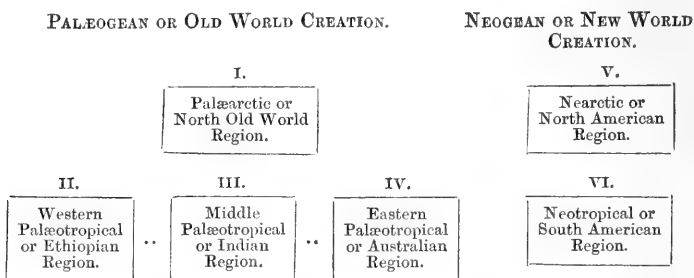 PALÆOGEAN OR OLD WORLD CREATION.
NEOGEAN OR NEW WORLD
CREATION.
I.
Palæarctic or
North Old World
Region.
V.
Nearctic or
North American
Region.
II.
Western
Palæotropical
or Ethiopian
Region.
..
III.
Middle
Palæotropical
or Indian
Region.
..
IV.
Eastern
Palæotropical
or Australian
Region.
VI.
Neotropical or
South American
Region.